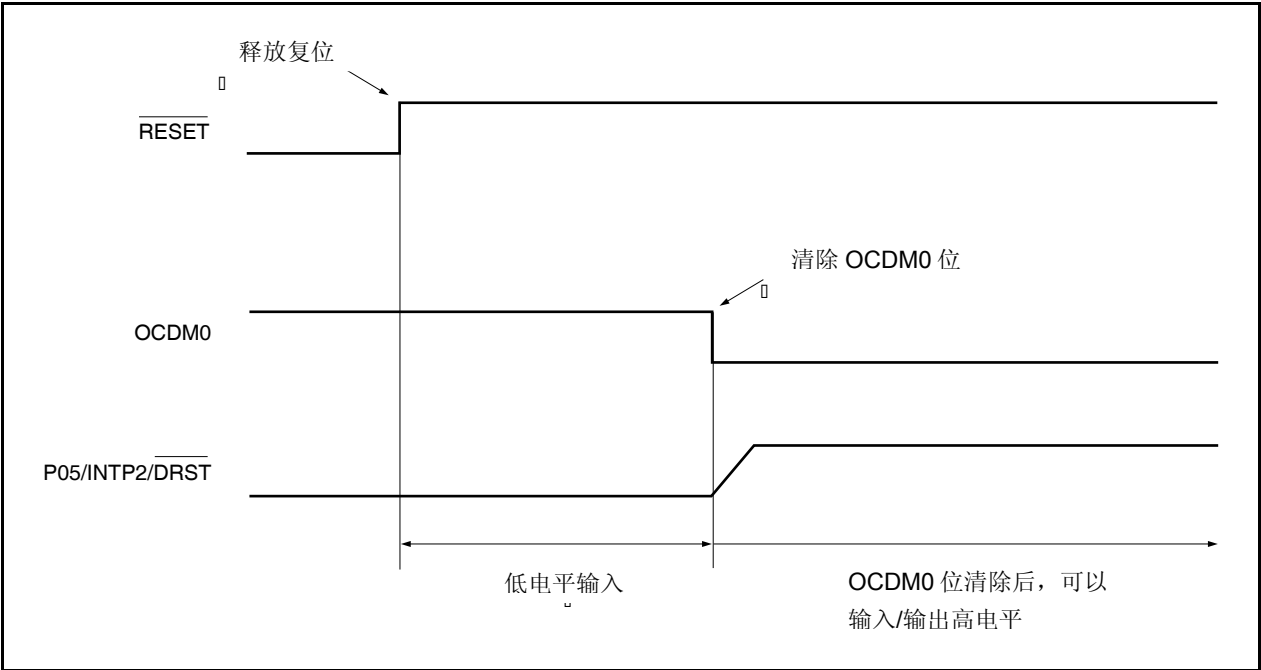 释放复位
RESET
清除 OCDM0 位
OCDM0
P05/INTP2/DRST
低电平输入
OCDM0 位清除后，可以
输入/输出高电平